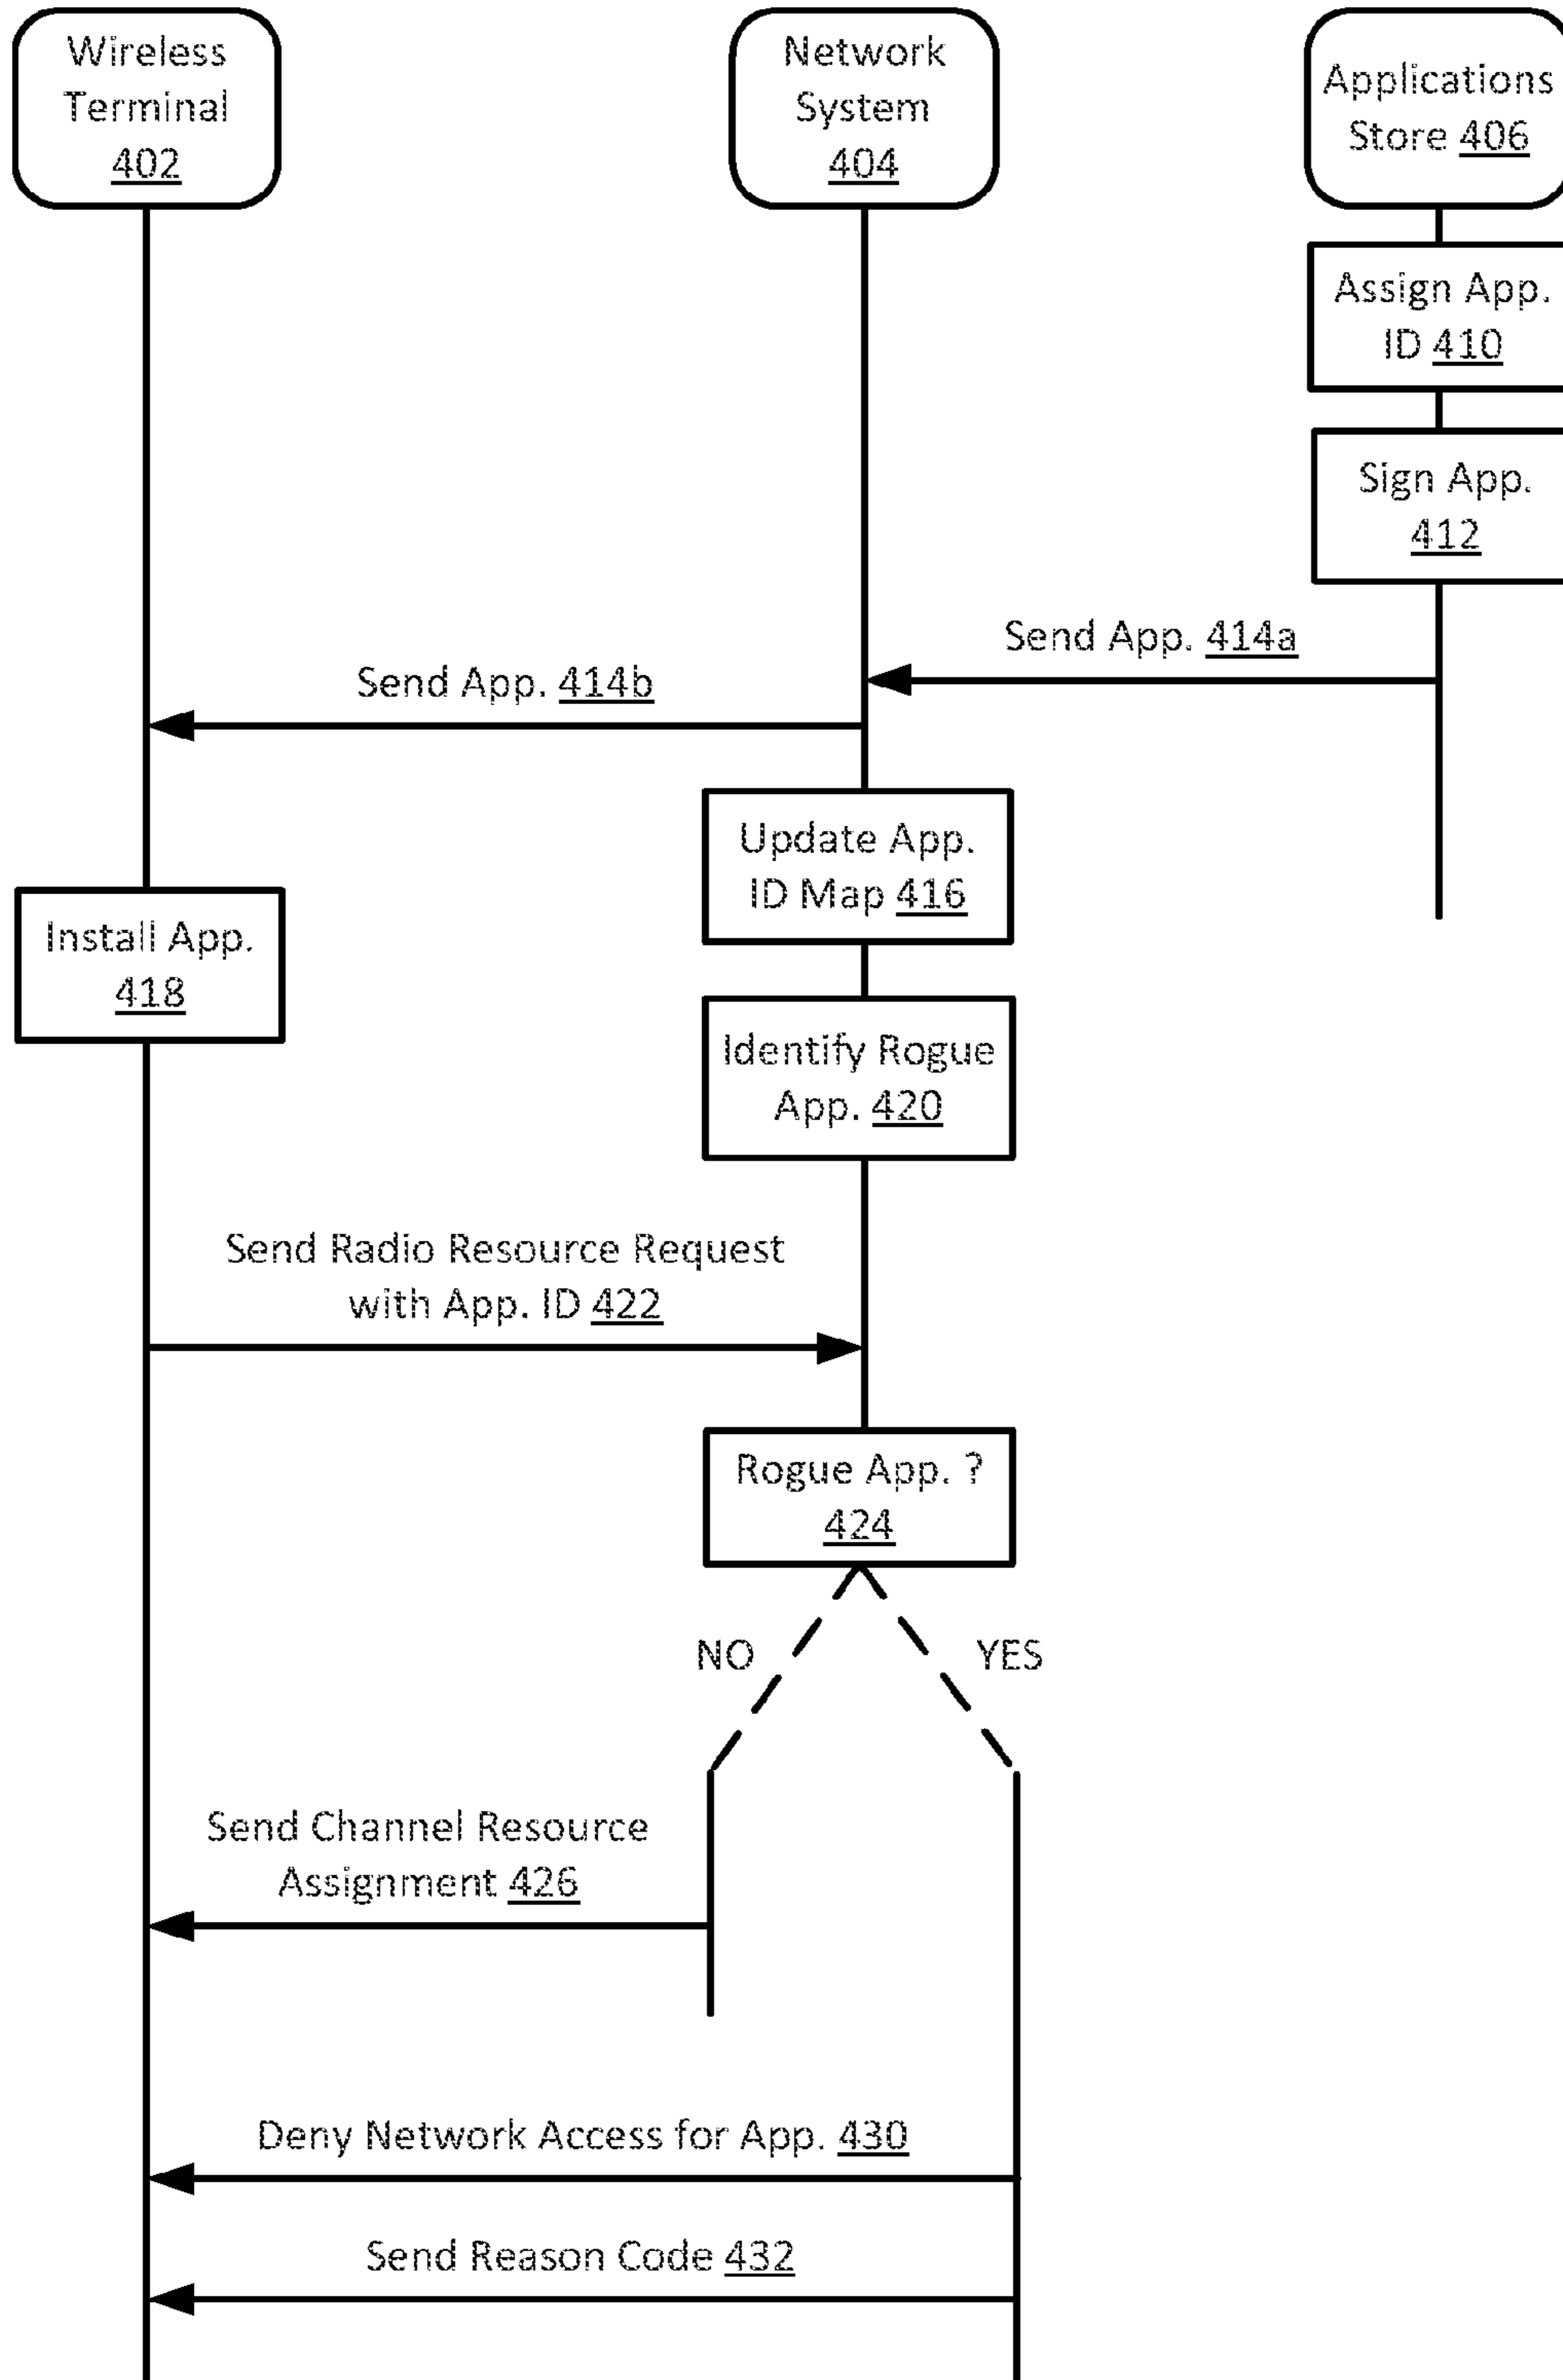 Wireless
Terminal
402
Network
System
404
Applications
Store 406
Assign App.
ID 410
Sign App.
412
Send App. 414a
Send App. 414b
Update App.
ID Map 416
Install App.
418
Identify Rogue
App. 420
Send Radio Resource Request
with App. ID 422
Rogue App. ?
424
NO
YES
Send Channel Resource
Assignment 426
Deny Network Access for App. 430
Send Reason Code 432